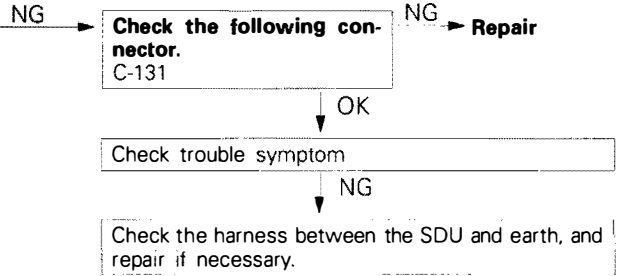 NG
Check the following con-
nector.
C-131
NG
Repair
OK
Check trouble symptom
NG
Check the harness between the SDU and earth, and
repair if necessary.